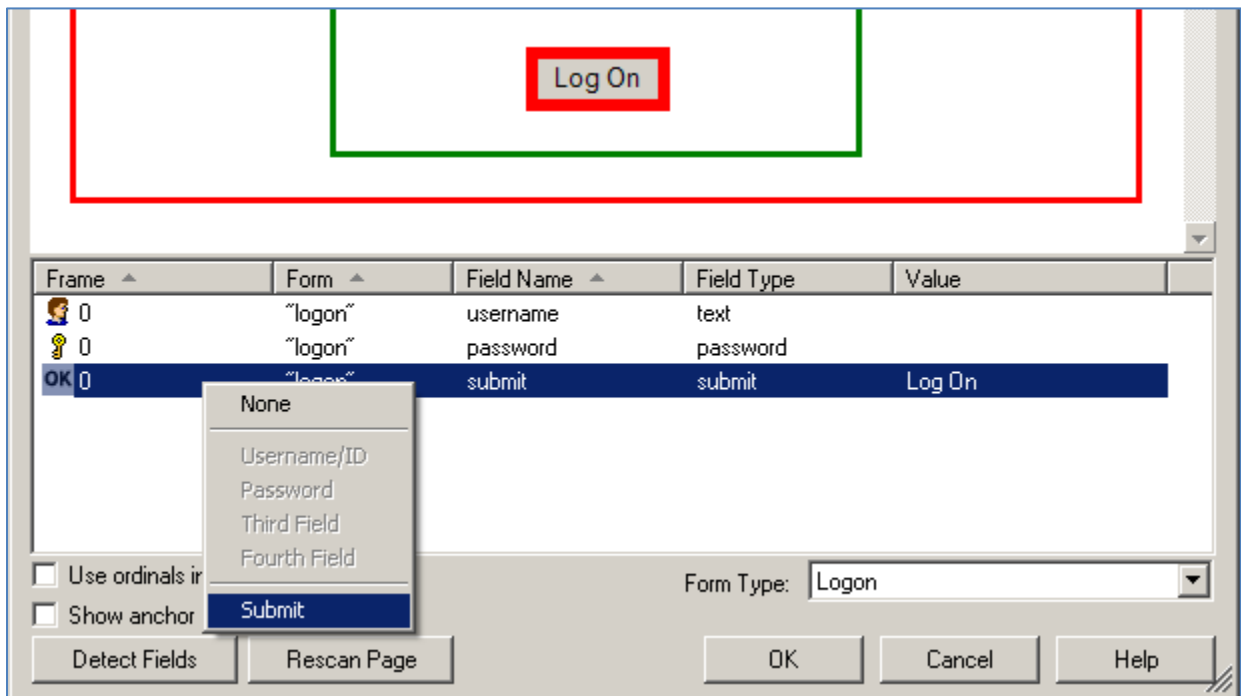 Log On
Frame Form Field Name Field Type Value
0 "logon" username text
0 "logon" password password
OK 0 "logon" submit submit Log On
None
Username/ID
Password
Third Field
Fourth Field
Submit
Use ordinals in
Show anchor
Form Type: Logon
Detect Fields Rescan Page OK Cancel Help